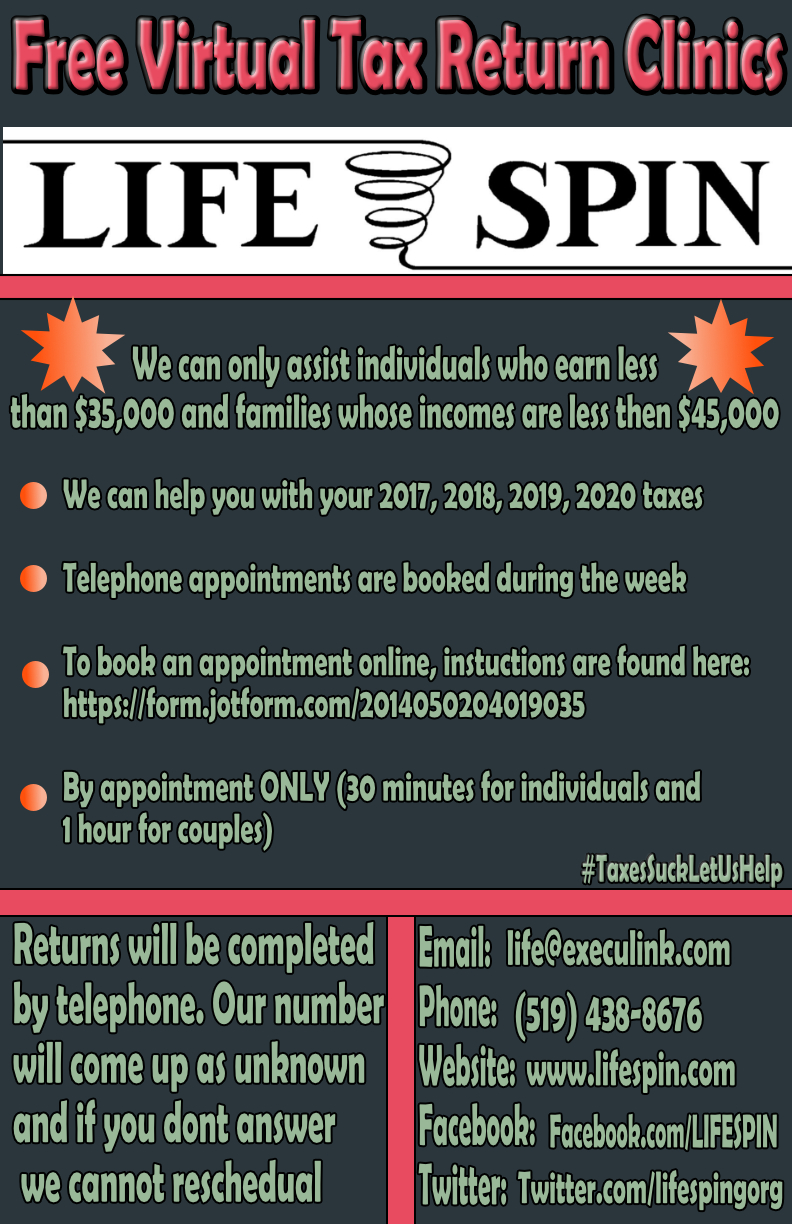 Free Virtual Tax Return Clinics
LIFE SPIN
We can only assist individuals who earn less
than $35,000 and families whose incomes are less then $45,000
We can help you with your 2017, 2018, 2019, 2020 taxes
Telephone appointments are booked during the week
To book an appointment online, instuctions are found here:
https://form.jotform.com/2014050204019035
By appointment ONLY (30 minutes for individuals and
1 hour for couples)
#TaxesSuckLetUsHelp
Returns will be completed
by telephone. Our number
will come up as unknown
and if you dont answer
we cannot reschedual
Email: life@execulink.com
Phone: (519) 438-8676
Website: www.lifespin.com
Facebook: Facebook.com/LIFESPIN
Twitter: Twitter.com/lifespingorg